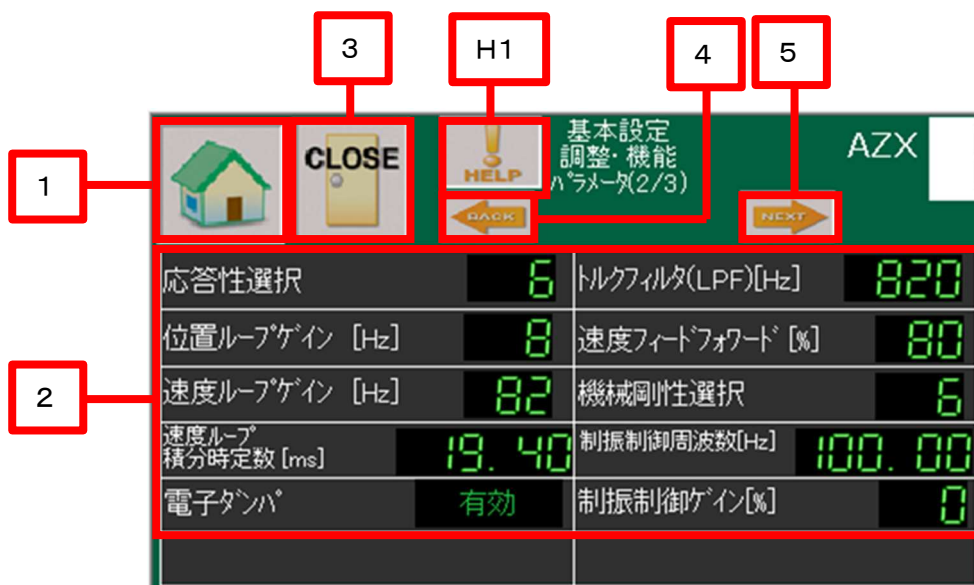 3
H1
4
5
1
CLOSE
HELP
基本設定
調整・機能
パラメータ(2/3)
AZX
BACK
NEXT
2
応答性選択
6
トルクフィルタ(LPF)[Hz]
820
位置ループゲイン [Hz]
8
速度フィードフォワード[%]
80
速度ループゲイン [Hz]
82
機械剛性選択
6
速度ループ
積分時定数 [ms]
19.40
制振制御周波数[Hz]
100.00
電子ダンパ
有効
制振制御ゲイン[%]
0